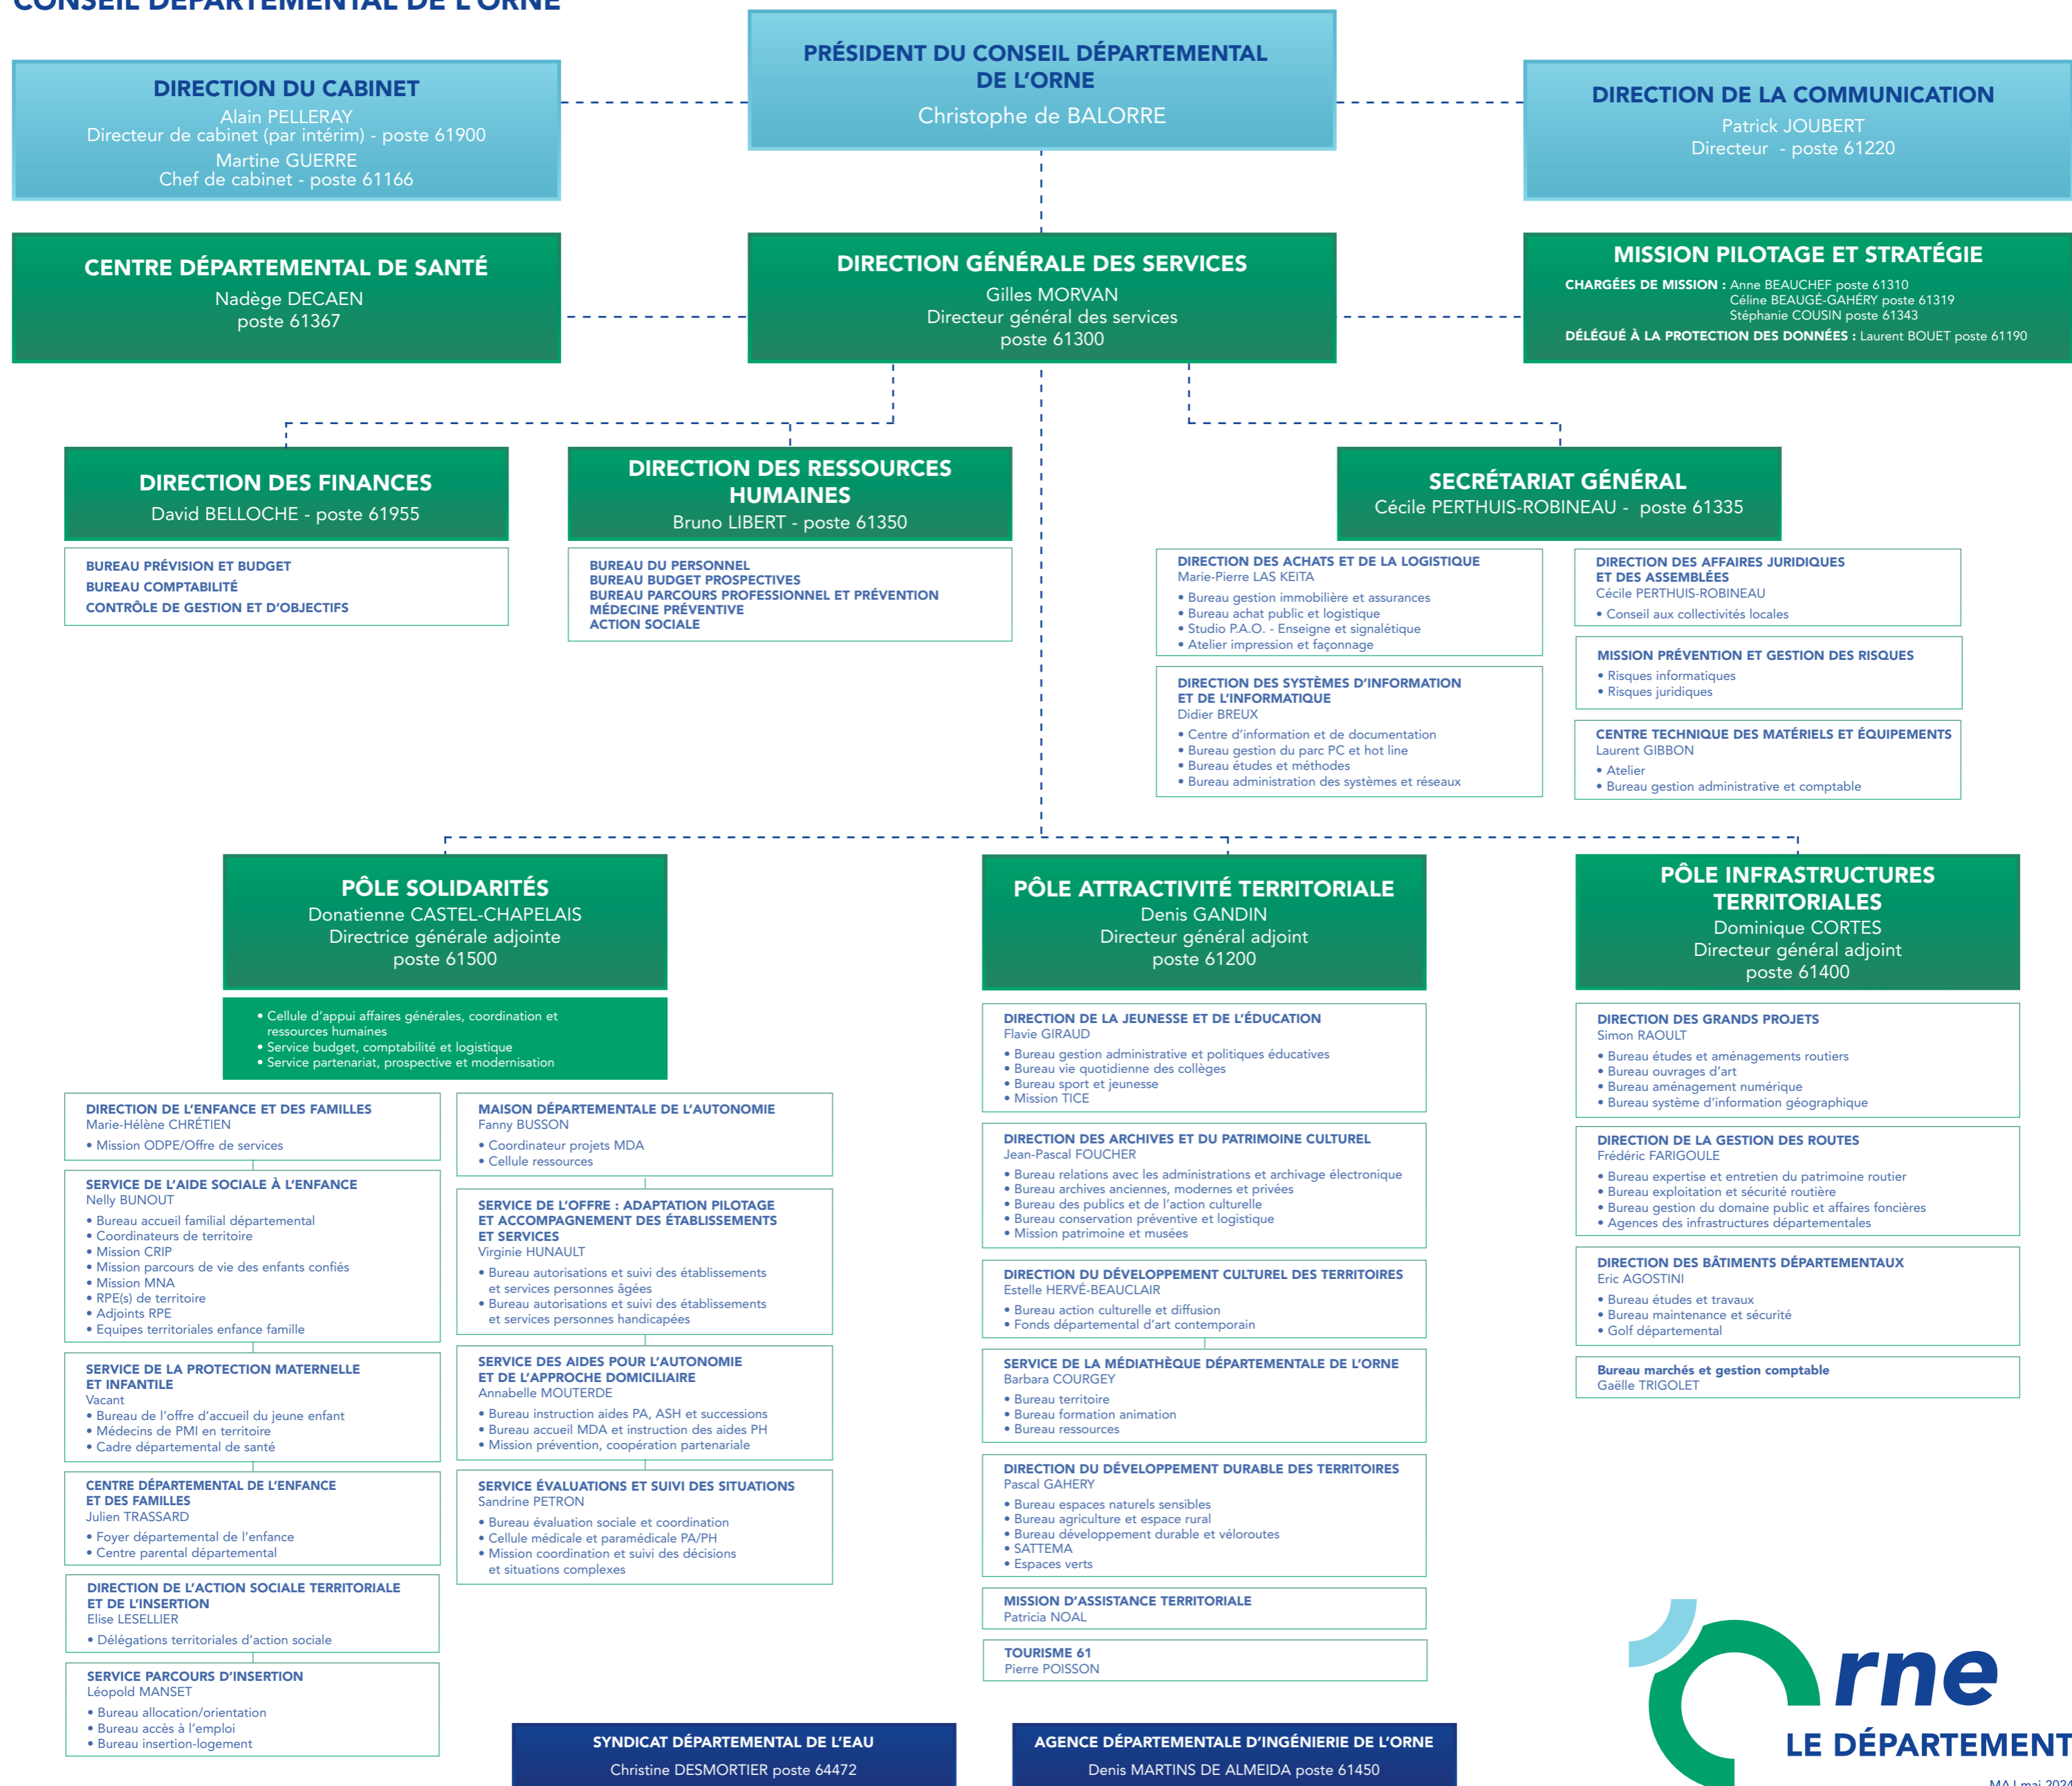 CONSEIL DÉPARTEMENTAL DE L'ORNE
PRÉSIDENT DU CONSEIL DÉPARTEMENTAL
DE L'ORNE
Christophe de BALORRE
DIRECTION DU CABINET
Alain PELLERAY
Directeur de cabinet (par intérim) - poste 61900
Martine GUERRE
Chef de cabinet - poste 61166
DIRECTION DE LA COMMUNICATION
Patrick JOUBERT
Directeur - poste 61220
CENTRE DÉPARTEMENTAL DE SANTÉ
Nadège DECAEN
poste 61367
DIRECTION GÉNÉRALE DES SERVICES
Gilles MORVAN
Directeur général des services
poste 61300
MISSION PILOTAGE ET STRATÉGIE
CHARGÉES DE MISSION : Anne BEAUCHEF poste 61310
Céline BEAUGÉ-GAHÉRY poste 61319
Stéphanie COUSIN poste 61343
DÉLÉGUÉ À LA PROTECTION DES DONNÉES : Laurent BOUET poste 61190
DIRECTION DES FINANCES
David BELLOCHE - poste 61955
BUREAU PRÉVISION ET BUDGET
BUREAU COMPTABILITÉ
CONTRÔLE DE GESTION ET D'OBJECTIFS
DIRECTION DES RESSOURCES
HUMAINES
Bruno LIBERT - poste 61350
BUREAU DU PERSONNEL
BUREAU BUDGET PROSPECTIVES
BUREAU PARCOURS PROFESSIONNEL ET PRÉVENTION
MÉDECINE PRÉVENTIVE
ACTION SOCIALE
SECRÉTARIAT GÉNÉRAL
Cécile PERTHUIS-ROBINEAU - poste 61335
DIRECTION DES ACHATS ET DE LA LOGISTIQUE
Marie-Pierre LAS KEITA
• Bureau gestion immobilière et assurances
• Bureau achat public et logistique
• Studio P.A.O. - Enseigne et signalétique
• Atelier impression et façonnage
DIRECTION DES SYSTÈMES D'INFORMATION
ET DE L'INFORMATIQUE
Didier BREUX
• Centre d'information et de documentation
• Bureau gestion du parc PC et hot line
• Bureau études et méthodes
• Bureau administration des systèmes et réseaux
DIRECTION DES AFFAIRES JURIDIQUES
ET DES ASSEMBLÉES
Cécile PERTHUIS-ROBINEAU
• Conseil aux collectivités locales
MISSION PRÉVENTION ET GESTION DES RISQUES
• Risques informatiques
• Risques juridiques
CENTRE TECHNIQUE DES MATÉRIELS ET ÉQUIPEMENTS
Laurent GIBBON
• Atelier
• Bureau gestion administrative et comptable
PÔLE SOLIDARITÉS
Donatienne CASTEL-CHAPELAIS
Directrice générale adjointe
poste 61500
• Cellule d'appui affaires générales, coordination et
ressources humaines
• Service budget, comptabilité et logistique
• Service partenariat, prospective et modernisation
DIRECTION DE L'ENFANCE ET DES FAMILLES
Marie-Hélène CHRÉTIEN
• Mission ODPE/Offre de services
SERVICE DE L'AIDE SOCIALE À L'ENFANCE
Nelly BUNOUT
• Bureau accueil familial départemental
• Coordinateurs de territoire
• Mission CRIP
• Mission parcours de vie des enfants confiés
• Mission MNA
• RPE(s) de territoire
• Adjoints RPE
• Equipes territoriales enfance famille
SERVICE DE LA PROTECTION MATERNELLE
ET INFANTILE
Vacant
• Bureau de l'offre d'accueil du jeune enfant
• Médecins de PMI en territoire
• Cadre départemental de santé
CENTRE DÉPARTEMENTAL DE L'ENFANCE
ET DES FAMILLES
Julien TRASSARD
• Foyer départemental de l'enfance
• Centre parental départemental
DIRECTION DE L'ACTION SOCIALE TERRITORIALE
ET DE L'INSERTION
Elise LESELLIER
• Délégations territoriales d'action sociale
SERVICE PARCOURS D'INSERTION
Léopold MANSET
• Bureau allocation/orientation
• Bureau accès à l'emploi
• Bureau insertion-logement
MAISON DÉPARTEMENTALE DE L'AUTONOMIE
Fanny BUSSON
• Coordinateur projets MDA
• Cellule ressources
SERVICE DE L'OFFRE : ADAPTATION PILOTAGE
ET ACCOMPAGNEMENT DES ÉTABLISSEMENTS
ET SERVICES
Virginie HUNAULT
• Bureau autorisations et suivi des établissements
et services personnes âgées
• Bureau autorisations et suivi des établissements
et services personnes handicapées
SERVICE DES AIDES POUR L'AUTONOMIE
ET DE L'APPROCHE DOMICILIAIRE
Annabelle MOUTERDE
• Bureau instruction aides PA, ASH et successions
• Bureau accueil MDA et instruction des aides PH
• Mission prévention, coopération partenariale
SERVICE ÉVALUATIONS ET SUIVI DES SITUATIONS
Sandrine PETRON
• Bureau évaluation sociale et coordination
• Cellule médicale et paramédicale PA/PH
• Mission coordination et suivi des décisions
et situations complexes
PÔLE ATTRACTIVITÉ TERRITORIALE
Denis GANDIN
Directeur général adjoint
poste 61200
DIRECTION DE LA JEUNESSE ET DE L'ÉDUCATION
Flavie GIRAUD
• Bureau gestion administrative et politiques éducatives
• Bureau vie quotidienne des collèges
• Bureau sport et jeunesse
• Mission TICE
DIRECTION DES ARCHIVES ET DU PATRIMOINE CULTUREL
Jean-Pascal FOUCHER
• Bureau relations avec les administrations et archivage électronique
• Bureau archives anciennes, modernes et privées
• Bureau des publics et de l'action culturelle
• Bureau conservation préventive et logistique
• Mission patrimoine et musées
DIRECTION DU DÉVELOPPEMENT CULTUREL DES TERRITOIRES
Estelle HERVÉ-BEAUCLAIR
• Bureau action culturelle et diffusion
• Fonds départemental d'art contemporain
SERVICE DE LA MÉDIATHÈQUE DÉPARTEMENTALE DE L'ORNE
Barbara COURGEY
• Bureau territoire
• Bureau formation animation
• Bureau ressources
DIRECTION DU DÉVELOPPEMENT DURABLE DES TERRITOIRES
Pascal GAHERY
• Bureau espaces naturels sensibles
• Bureau agriculture et espace rural
• Bureau développement durable et véloroutes
• SATTEMA
• Espaces verts
MISSION D'ASSISTANCE TERRITORIALE
Patricia NOAL
TOURISME 61
Pierre POISSON
PÔLE INFRASTRUCTURES
TERRITORIALES
Dominique CORTES
Directeur général adjoint
poste 61400
DIRECTION DES GRANDS PROJETS
Simon RAOULT
• Bureau études et aménagements routiers
• Bureau ouvrages d'art
• Bureau aménagement numérique
• Bureau système d'information géographique
DIRECTION DE LA GESTION DES ROUTES
Frédéric FARIGOULE
• Bureau expertise et entretien du patrimoine routier
• Bureau exploitation et sécurité routière
• Bureau gestion du domaine public et affaires foncières
• Agences des infrastructures départementales
DIRECTION DES BÂTIMENTS DÉPARTEMENTAUX
Eric AGOSTINI
• Bureau études et travaux
• Bureau maintenance et sécurité
• Golf départemental
Bureau marchés et gestion comptable
Gaëlle TRIGOLET
SYNDICAT DÉPARTEMENTAL DE L'EAU
Christine DESMORTIER poste 64472
AGENCE DÉPARTEMENTALE D'INGÉNIERIE DE L'ORNE
Denis MARTINS DE ALMEIDA poste 61450
Orne
LE DÉPARTEMENT
MAJ mai 2024